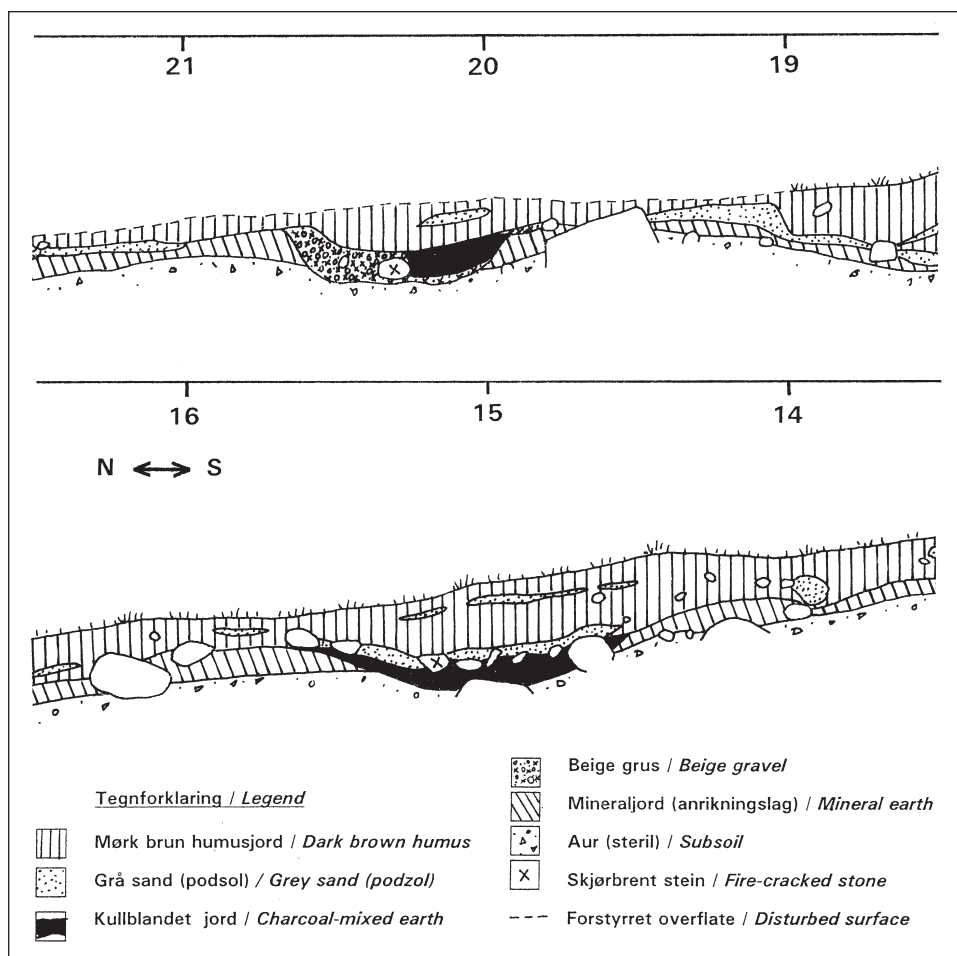 21 20 19
16 15 14
N S
Tegnforklaring / Legend
Mørk brun humusjord / Dark brown humus
Grå sand (podsol) / Grey sand (podzol)
Kullblandet jord / Charcoal-mixed earth
Beige grus / Beige gravel
Mineraljord (anrikningslag) / Mineral earth
Aur (steril) / Subsoil
Skjørbrent stein / Fire-cracked stone
Forstyrret overflate / Disturbed surface